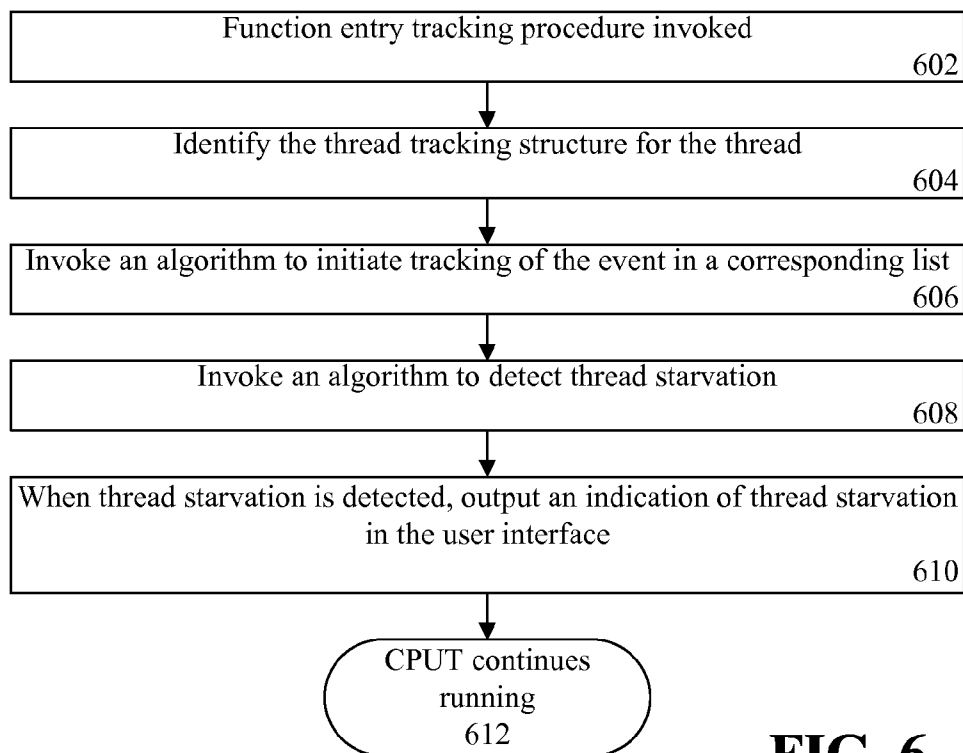 Function entry tracking procedure invoked
602
Identify the thread tracking structure for the thread
604
Invoke an algorithm to initiate tracking of the event in a corresponding list
606
Invoke an algorithm to detect thread starvation
608
When thread starvation is detected, output an indication of thread starvation
in the user interface
610
CPUT continues
running
612
FIG. 6